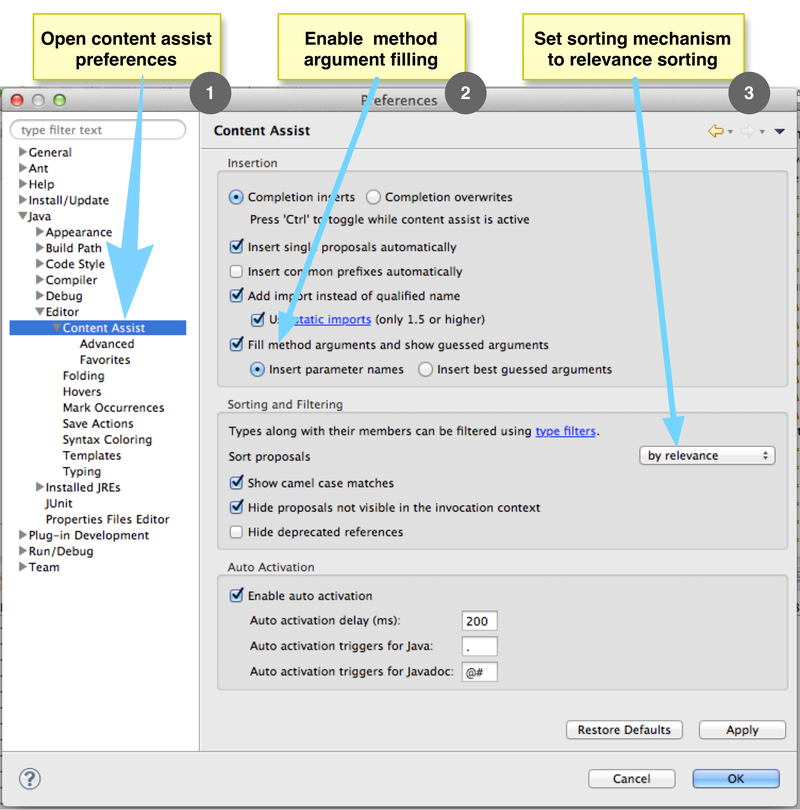 Open content assist
preferences
Enable method
argument filling
Set sorting mechanism
to relevance sorting
1
2
3
Preferences
type filter text
General
Ant
Help
Install/Update
Java
Appearance
Build Path
Code Style
Compiler
Debug
Editor
Content Assist
Advanced
Favorites
Folding
Hovers
Mark Occurrences
Save Actions
Syntax Coloring
Templates
Typing
Installed JREs
JUnit
Properties Files Editor
Plug-in Development
Run/Debug
Team
Content Assist
Insertion
Completion inserts Completion overwrites
Press 'Ctrl' to toggle while content assist is active
Insert single proposals automatically
Insert common prefixes automatically
Add import instead of qualified name
Use static imports (only 1.5 or higher)
Fill method arguments and show guessed arguments
Insert parameter names Insert best guessed arguments
Sorting and Filtering
Types along with their members can be filtered using type filters.
Sort proposals by relevance
Show camel case matches
Hide proposals not visible in the invocation context
Hide deprecated references
Auto Activation
Enable auto activation
Auto activation delay (ms): 200
Auto activation triggers for Java: .
Auto activation triggers for Javadoc: @#
Restore Defaults Apply
? Cancel OK